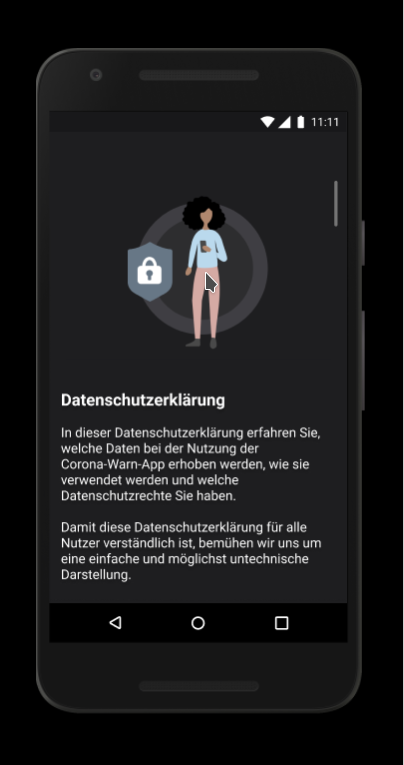 11:11
Datenschutzerklärung
In dieser Datenschutzerklärung erfahren Sie,
welche Daten bei der Nutzung der
Corona-Warn-App erhoben werden, wie sie
verwendet werden und welche
Datenschutzrechte Sie haben.
Damit diese Datenschutzerklärung für alle
Nutzer verständlich ist, bemühen wir uns um
eine einfache und möglichst untechnische
Darstellung.